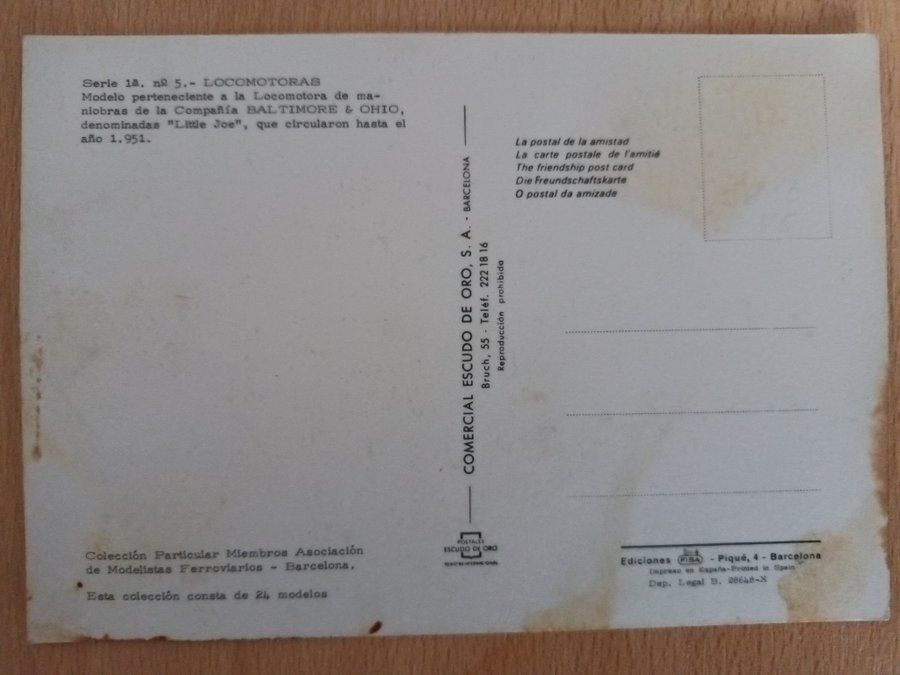 Serie 1ª. nº 5.- LOCOMOTORAS
Modelo perteneciente a la Locomotora de ma-
niobras de la Compañía BALTIMORE & OHIO,
denominadas "Little Joe", que circularon hasta el
año 1.951.
Colección Particular Miembros Asociación
de Modelistas Ferroviarios - Barcelona.
Esta colección consta de 24 modelos
COMERCIAL ESCUDO DE ORO, S. A. - BARCELONA
Bruch, 55 - Teléf. 222 18 16
Reproducción prohibida
POSTALES
ESCUDO DE ORO
La postal de la amistad
La carte postale de l'amitié
The friendship post card
Die Freundschaftskarte
O postal da amizade
Ediciones FISA - Piqué, 4 - Barcelona
Impreso en España-Printed in Spain
Dep. Legal B. 28648-X